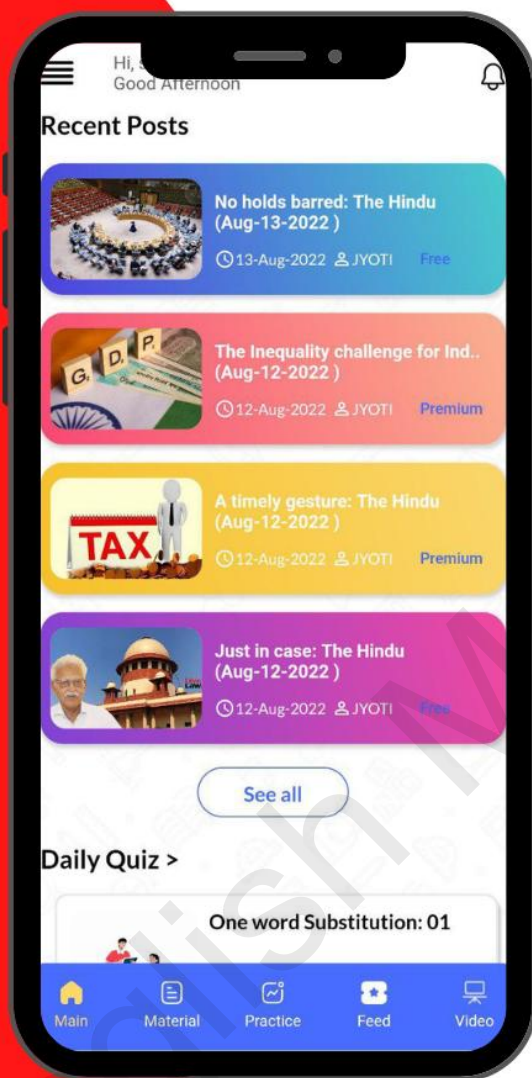 Hi,
Good Afternoon
Recent Posts
No holds barred: The Hindu
(Aug-13-2022 )
13-Aug-2022 JYOTI Free
G D P
The Inequality challenge for Ind..
(Aug-12-2022 )
12-Aug-2022 JYOTI Premium
TAX
A timely gesture: The Hindu
(Aug-12-2022 )
12-Aug-2022 JYOTI Premium
Just in case: The Hindu
(Aug-12-2022 )
12-Aug-2022 JYOTI Free
See all
Daily Quiz >
One word Substitution: 01
Main Material Practice Feed Video